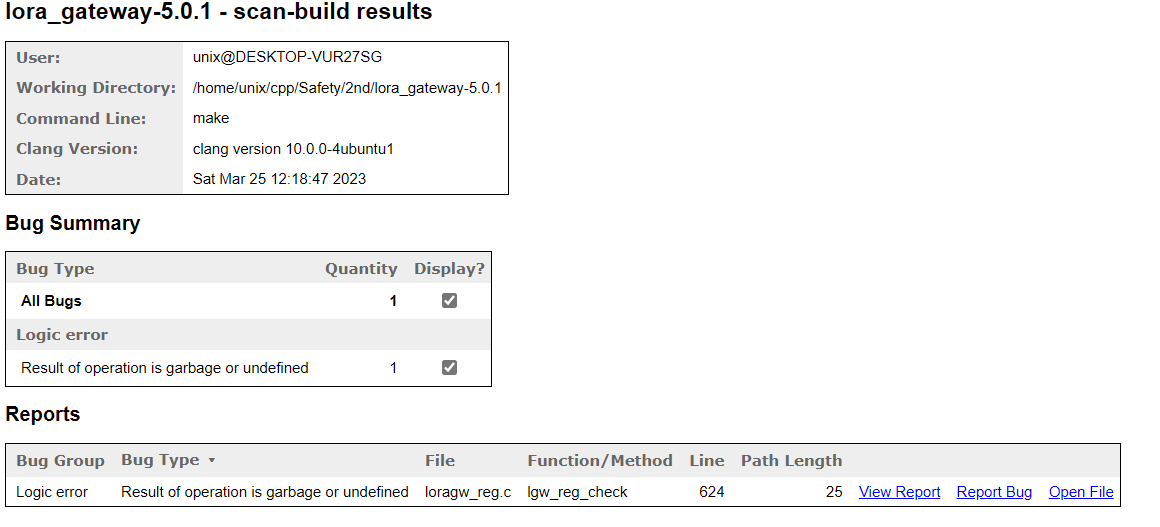 lora_gateway-5.0.1 - scan-build results
User: unix@DESKTOP-VUR27SG
Working Directory: /home/unix/cpp/Safety/2nd/lora_gateway-5.0.1
Command Line: make
Clang Version: clang version 10.0.0-4ubuntu1
Date: Sat Mar 25 12:18:47 2023
Bug Summary
Bug Type Quantity Display?
All Bugs 1
Logic error
Result of operation is garbage or undefined 1
Reports
Bug Group Bug Type ▾ File Function/Method Line Path Length
Logic error Result of operation is garbage or undefined loragw_reg.c lgw_reg_check 624 25 View Report Report Bug Open File